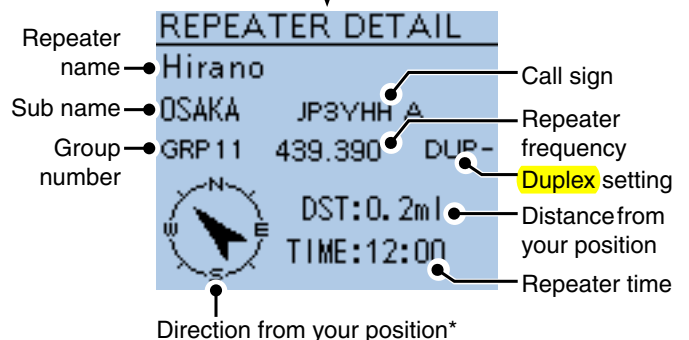 REPEATER DETAIL
Repeater name
Hirano
Call sign
Sub name
OSAKA JP3YHH A
Repeater frequency
Group number
GRP11 439.390 DUP-
Duplex setting
N
W E
S
DST:0.2ml
Distance from your position
TIME:12:00
Repeater time
Direction from your position*